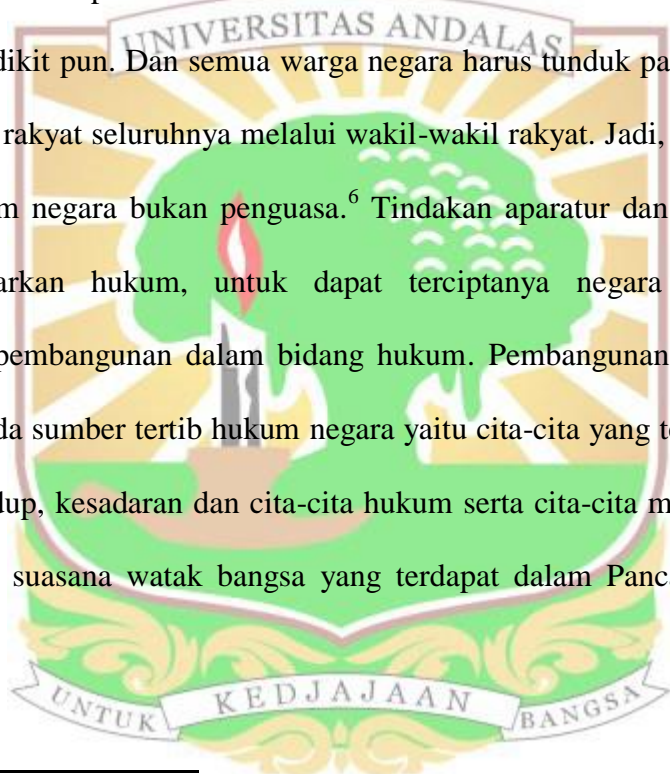 UNIVERSITAS ANDALAS
dikit pun. Dan semua warga negara harus tunduk pa
rakyat seluruhnya melalui wakil-wakil rakyat. Jadi,
m negara bukan penguasa.6 Tindakan aparatur dan
arkan hukum, untuk dapat terciptanya negara
pembangunan dalam bidang hukum. Pembangunan
da sumber tertib hukum negara yaitu cita-cita yang te
dup, kesadaran dan cita-cita hukum serta cita-cita m
suasana watak bangsa yang terdapat dalam Panc
UNTUK KEDJAJAAN BANGSA